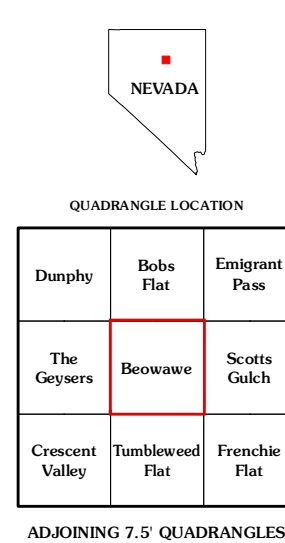 NEVADA
QUADRANGLE LOCATION
Dunphy
Bobs
Flat
Emigrant
Pass
The
Geysers
Beowawe
Scotts
Gulch
Crescent
Valley
Tumbleweed
Flat
Frenchie
Flat
ADJOINING 7.5' QUADRANGLES